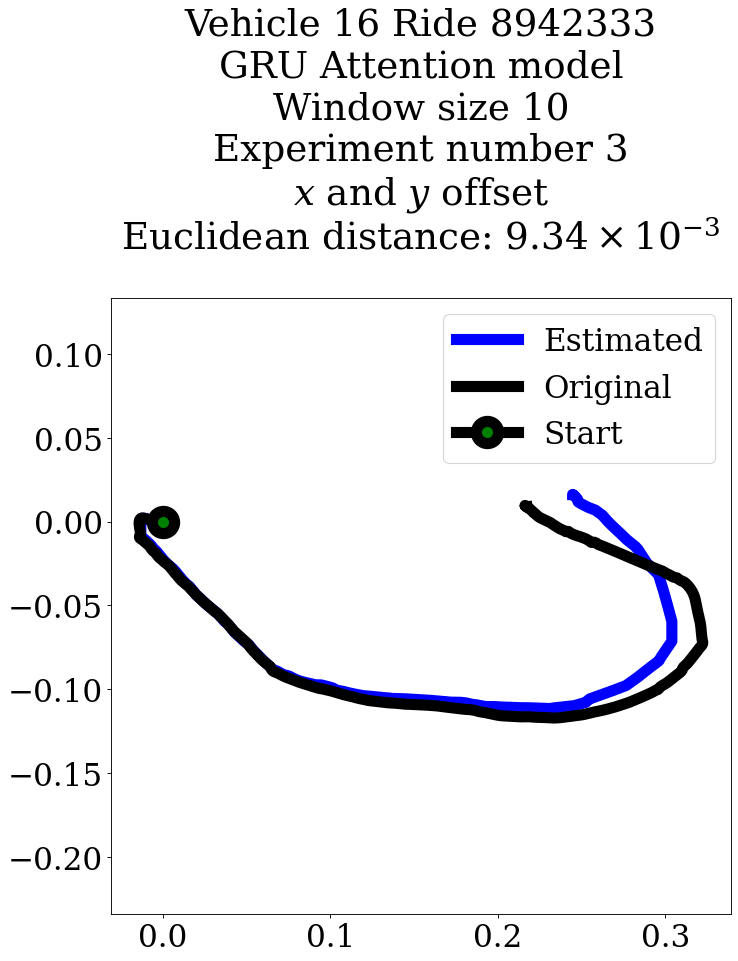 Vehicle 16 Ride 8942333
GRU Attention model
Window size 10
Experiment number 3
x and y offset
Euclidean distance: 9.34 × 10⁻³
Estimated
Original
Start
0.10
0.05
0.00
−0.05
−0.10
−0.15
−0.20
0.0 0.1 0.2 0.3